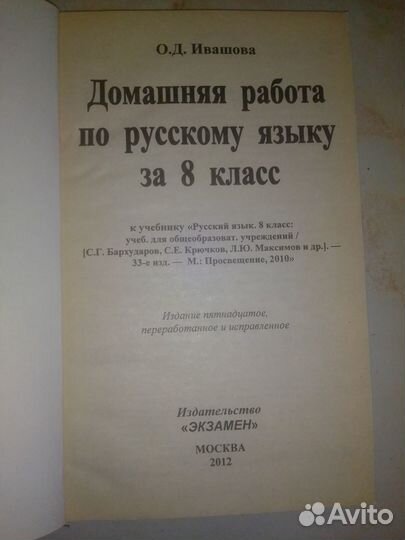 О.Д. Ивашова
Домашняя работа
по русскому языку
за 8 класс
к учебнику «Русский язык. 8 класс:
учеб. для общеобразоват. учреждений /
[С.Г. Бархударов, С.Е. Крючков, Л.Ю. Максимов и др.]. —
33-е изд. — М.: Просвещение, 2010»
Издание пятнадцатое,
переработанное и исправленное
Издательство
«ЭКЗАМЕН»
МОСКВА
2012
Avito